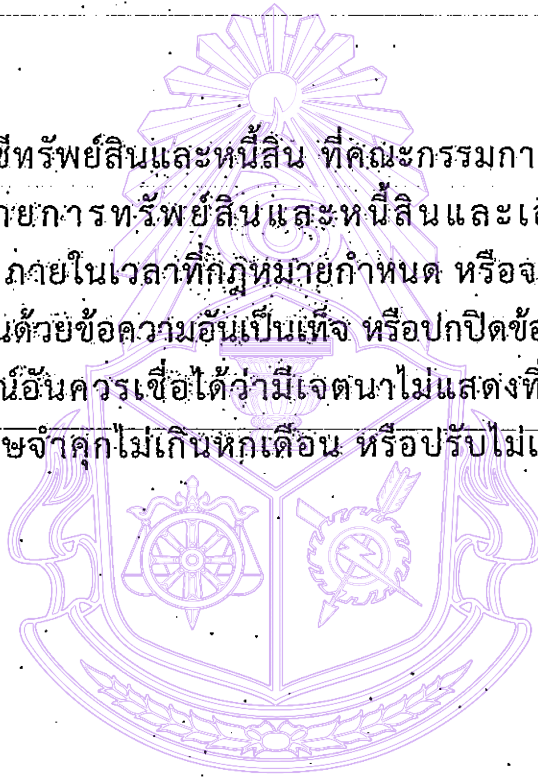 ชีทรัพย์สินและหนี้สิน ที่คณะกรรมกา
ายการทรัพย์สินและหนี้สินและเ
ภายในเวลาที่กฎหมายกำหนด หรือจ
นด้วยข้อความอันเป็นเท็จ หรือปกปิดข้อ
ณ์อันควรเชื่อได้ว่ามีเจตนาไม่แสดงที่
ษจำคุกไม่เกินหกเดือน หรือปรับไม่เ